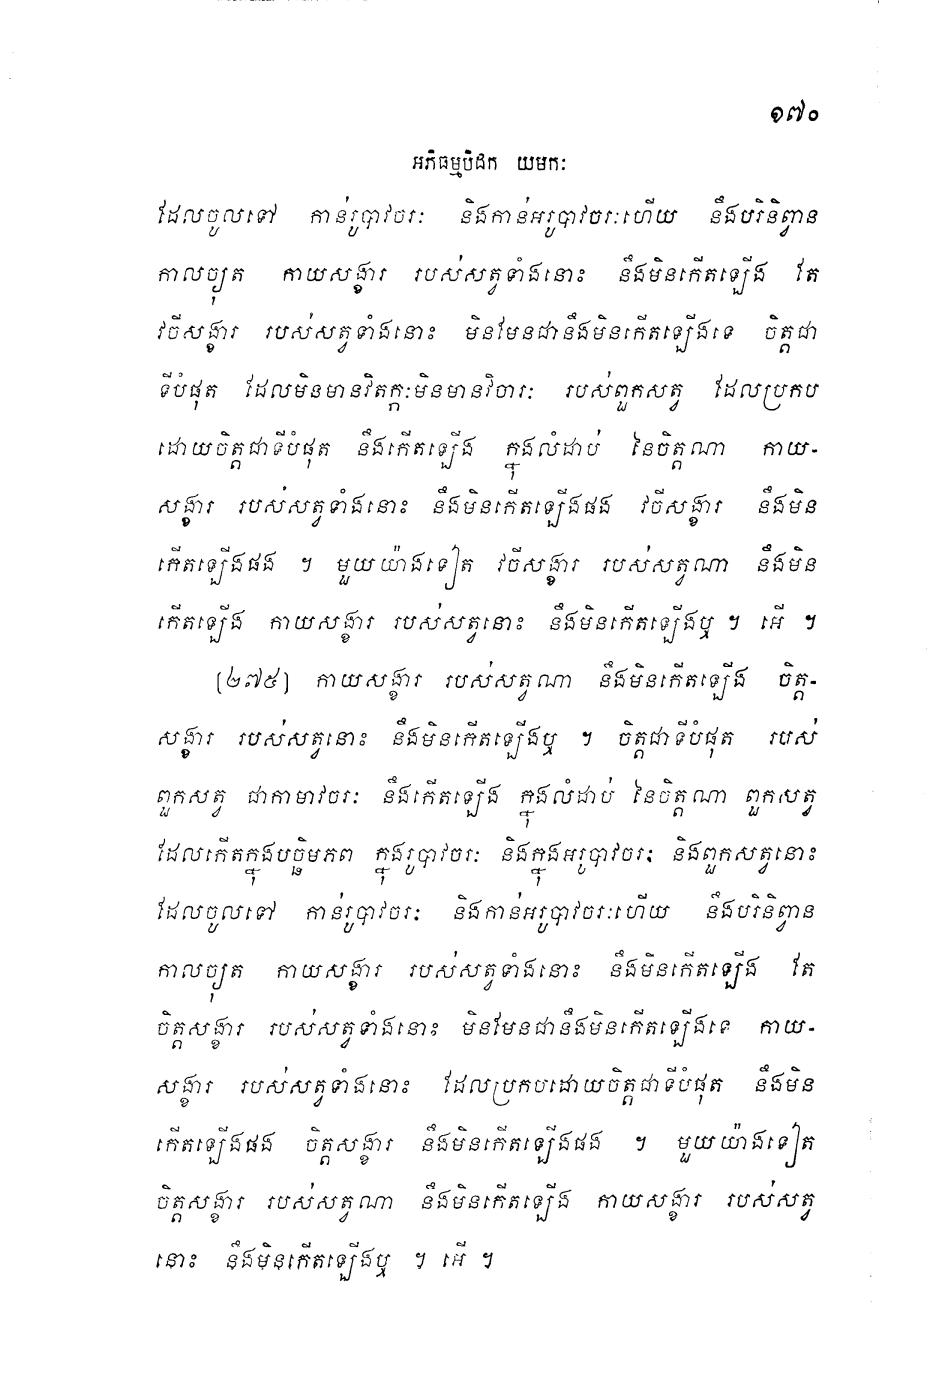 ១៧០
អភិធម្មបិដក យមកៈ
ដែលចូលទៅ កាន់រូបាវចរៈ និងកាន់អរូបាវចរៈហើយ នឹងបរិនិព្វាន
កាលច្យុត កាយសង្ខារ របស់សត្វទាំងនោះ នឹងមិនកើតឡើង តែ
វចីសង្ខារ របស់សត្វទាំងនោះ មិនមែនជានឹងមិនកើតឡើងទេ ចិត្តជា
ទីបំផុត ដែលមិនមានវិតក្កៈមិនមានវិចារៈ របស់ពួកសត្វ ដែលប្រកប
ដោយចិត្តជាទីបំផុត នឹងកើតឡើង ក្នុងលំដាប់ នៃចិត្តណា កាយ-
សង្ខារ របស់សត្វទាំងនោះ នឹងមិនកើតឡើងផង វចីសង្ខារ នឹងមិន
កើតឡើងផង ។ មួយយ៉ាងទៀត វចីសង្ខារ របស់សត្វណា នឹងមិន
កើតឡើង កាយសង្ខារ របស់សត្វនោះ នឹងមិនកើតឡើងឬ ។ អើ ។
[២៧៥] កាយសង្ខារ របស់សត្វណា នឹងមិនកើតឡើង ចិត្ត-
សង្ខារ របស់សត្វនោះ នឹងមិនកើតឡើងឬ ។ ចិត្តជាទីបំផុត របស់
ពួកសត្វ ជាកាមាវចរៈ នឹងកើតឡើង ក្នុងលំដាប់ នៃចិត្តណា ពួកសត្វ
ដែលកើតក្នុងបច្ឆិមភព ក្នុងរូបាវចរៈ និងក្នុងអរូបាវចរៈ និងពួកសត្វនោះ
ដែលចូលទៅ កាន់រូបាវចរៈ និងកាន់អរូបាវចរៈហើយ នឹងបរិនិព្វាន
កាលច្យុត កាយសង្ខារ របស់សត្វទាំងនោះ នឹងមិនកើតឡើង តែ
ចិត្តសង្ខារ របស់សត្វទាំងនោះ មិនមែនជានឹងមិនកើតឡើងទេ កាយ-
សង្ខារ របស់សត្វទាំងនោះ ដែលប្រកបដោយចិត្តជាទីបំផុត នឹងមិន
កើតឡើងផង ចិត្តសង្ខារ នឹងមិនកើតឡើងផង ។ មួយយ៉ាងទៀត
ចិត្តសង្ខារ របស់សត្វណា នឹងមិនកើតឡើង កាយសង្ខារ របស់សត្វ
នោះ នឹងមិនកើតឡើងឬ ។ អើ ។